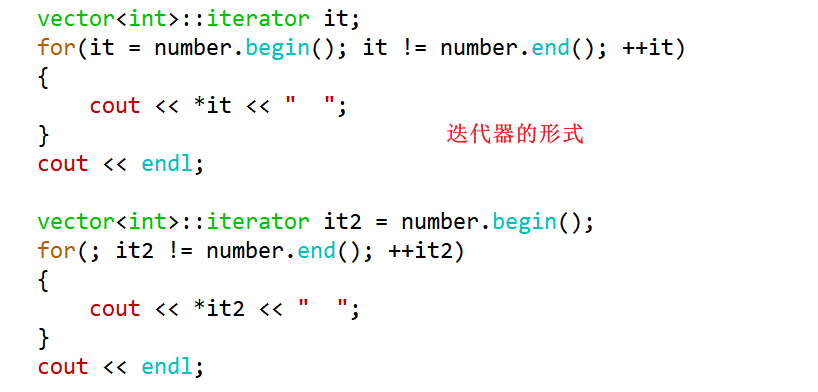 vector<int>::iterator it;
for(it = number.begin(); it != number.end(); ++it)
{
    cout << *it << "  ";
}
迭代器的形式
cout << endl;
vector<int>::iterator it2 = number.begin();
for(; it2 != number.end(); ++it2)
{
    cout << *it2 << "  ";
}
cout << endl;